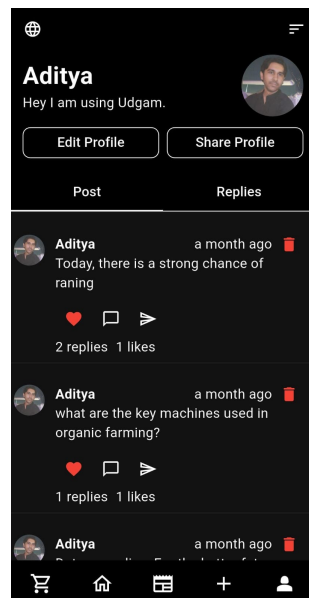 Aditya
Hey I am using Udgam.
Edit Profile Share Profile
Post Replies
Aditya a month ago
Today, there is a strong chance of
raning
2 replies 1 likes
Aditya a month ago
what are the key machines used in
organic farming?
1 replies 1 likes
Aditya a month ago